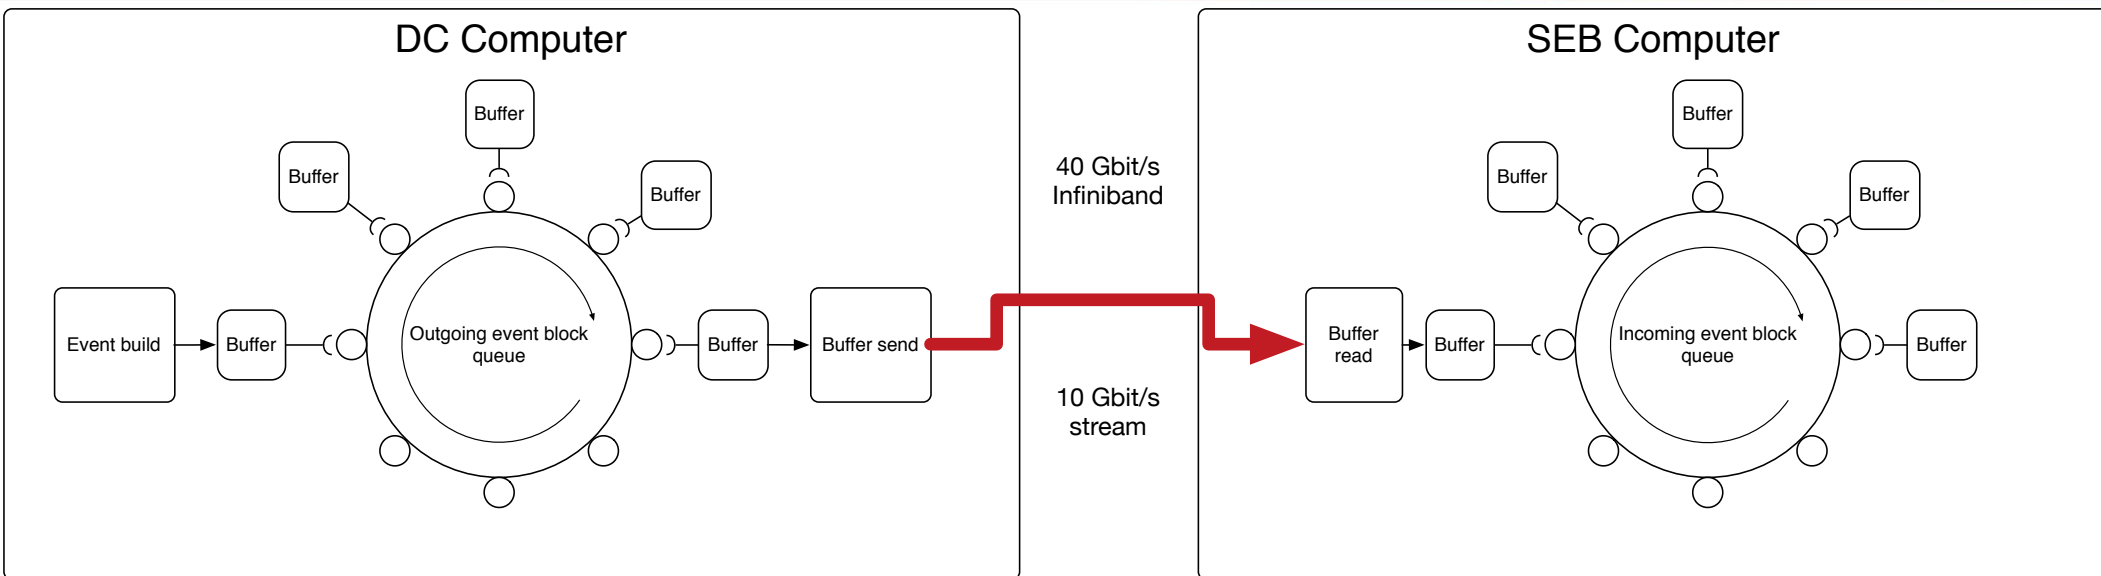 DC Computer
Buffer
Buffer
Buffer
Event build
Buffer
Outgoing event block
queue
Buffer
Buffer send
40 Gbit/s
Infiniband
10 Gbit/s
stream
SEB Computer
Buffer
Buffer
Buffer
Buffer
read
Buffer
Incoming event block
queue
Buffer